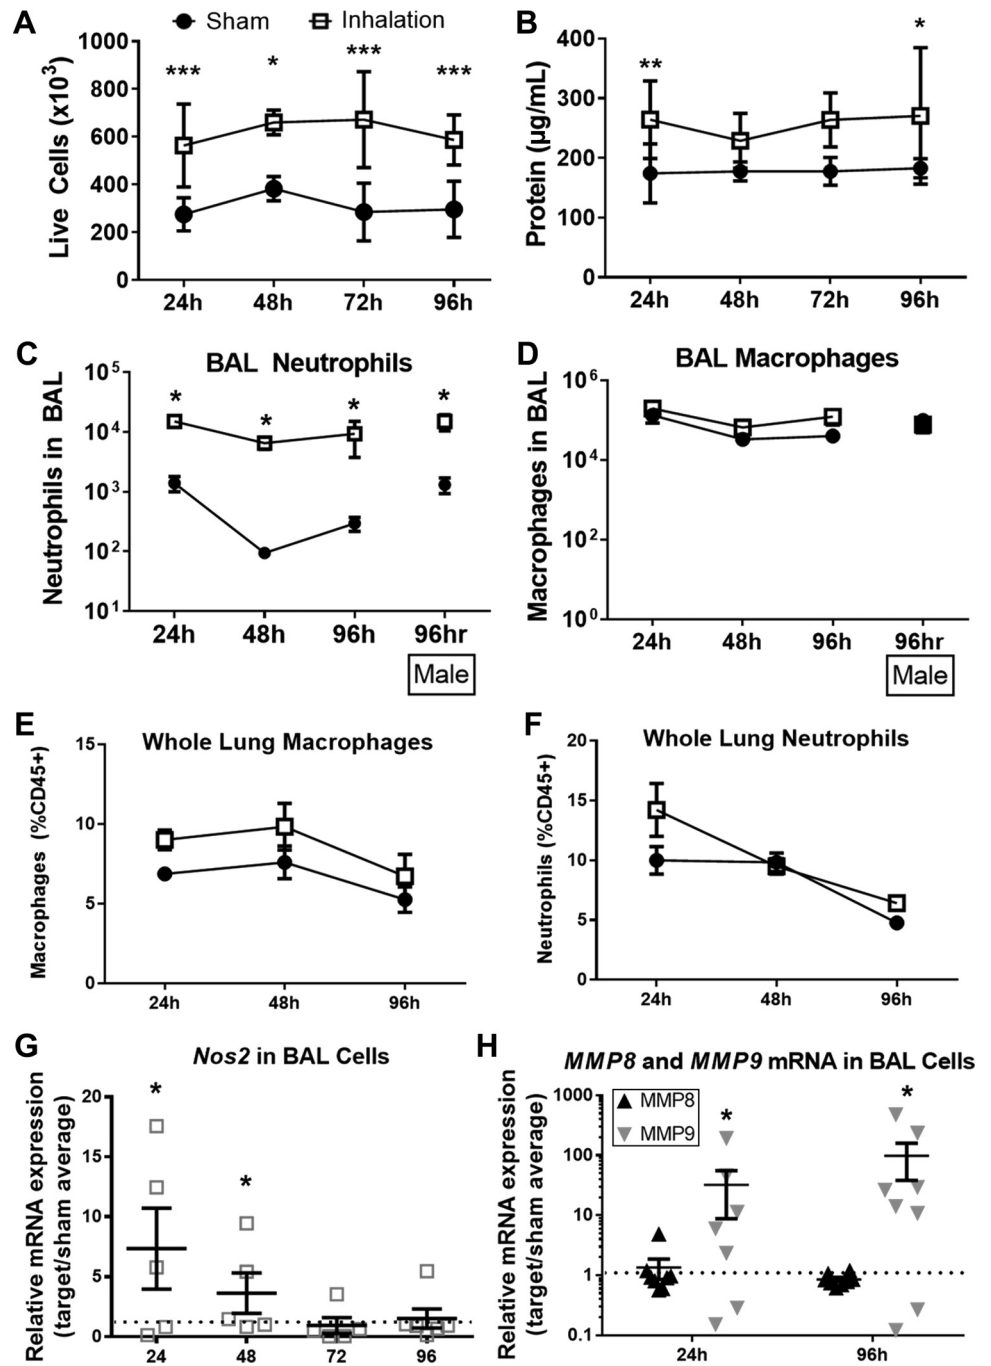 A
Sham Inhalation
Live Cells (x10³)
1000
800
600
400
200
0
*** * *** ***
24h 48h 72h 96h
B
Protein (µg/mL)
400
300
200
100
0
** *
24h 48h 72h 96h
C
BAL Neutrophils
Neutrophils in BAL
10⁵
10⁴
10³
10²
10¹
* * * *
24h 48h 96h 96hr
Male
D
BAL Macrophages
Macrophages in BAL
10⁶
10⁴
10²
10⁰
24h 48h 96h 96hr
Male
E
Whole Lung Macrophages
Macrophages (%CD45+)
15
10
5
0
24h 48h 96h
F
Whole Lung Neutrophils
Neutrophils (%CD45+)
20
15
10
5
0
24h 48h 96h
G
Nos2 in BAL Cells
Relative mRNA expression
(target/sham average)
20
15
10
5
0
* *
24 48 72 96
H
MMP8 and MMP9 mRNA in BAL Cells
Relative mRNA expression
(target/sham average)
1000
100
10
1
0.1
MMP8
MMP9
* *
24h 96h